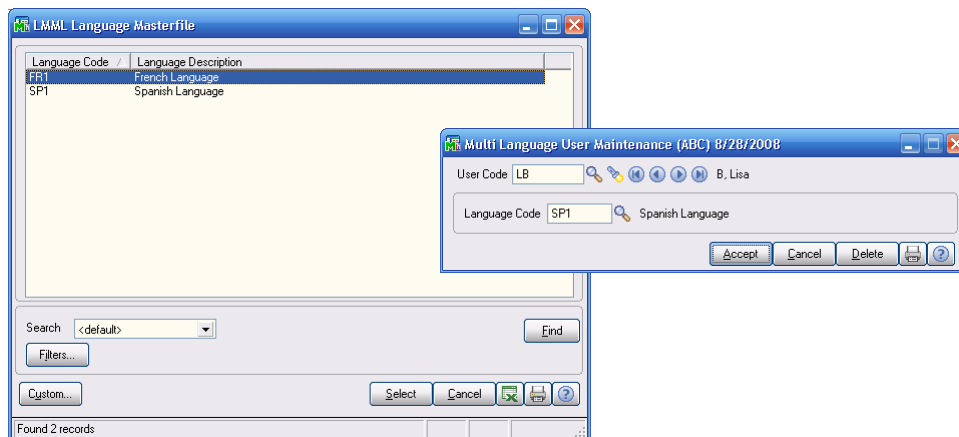 LMML Language Masterfile
Language Code / Language Description
FR1 French Language
SP1 Spanish Language
Search <default> Find
Filters...
Custom... Select Cancel
Found 2 records
Multi Language User Maintenance (ABC) 8/28/2008
User Code LB B, Lisa
Language Code SP1 Spanish Language
Accept Cancel Delete